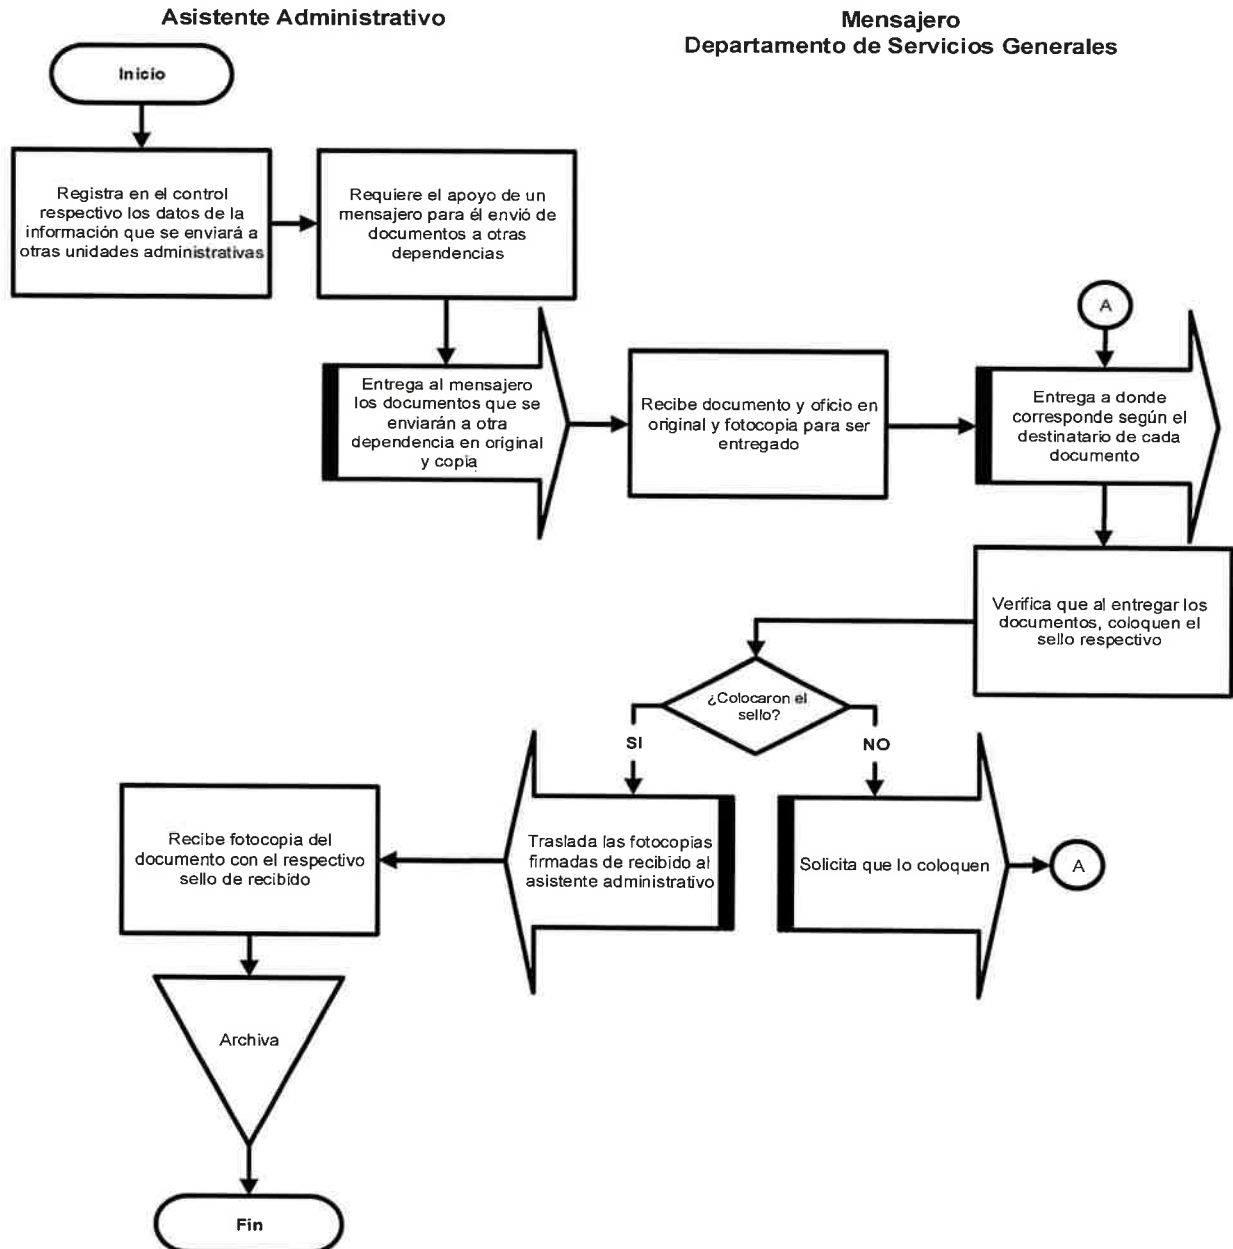 Asistente Administrativo
Mensajero
Departamento de Servicios Generales
Inicio
Registra en el control
respectivo los datos de la
información que se enviará a
otras unidades administrativas
Requiere el apoyo de un
mensajero para él envió de
documentos a otras
dependencias
A
Entrega al mensajero
los documentos que se
enviarán a otra
dependencia en original
y copia
Recibe documento y oficio en
original y fotocopia para ser
entregado
Entrega a donde
corresponde según el
destinatario de cada
documento
Verifica que al entregar los
documentos, coloquen el
sello respectivo
¿Colocaron el
sello?
SI
NO
Recibe fotocopia del
documento con el respectivo
sello de recibido
Traslada las fotocopias
firmadas de recibido al
asistente administrativo
Solicita que lo coloquen
A
Archiva
Fin